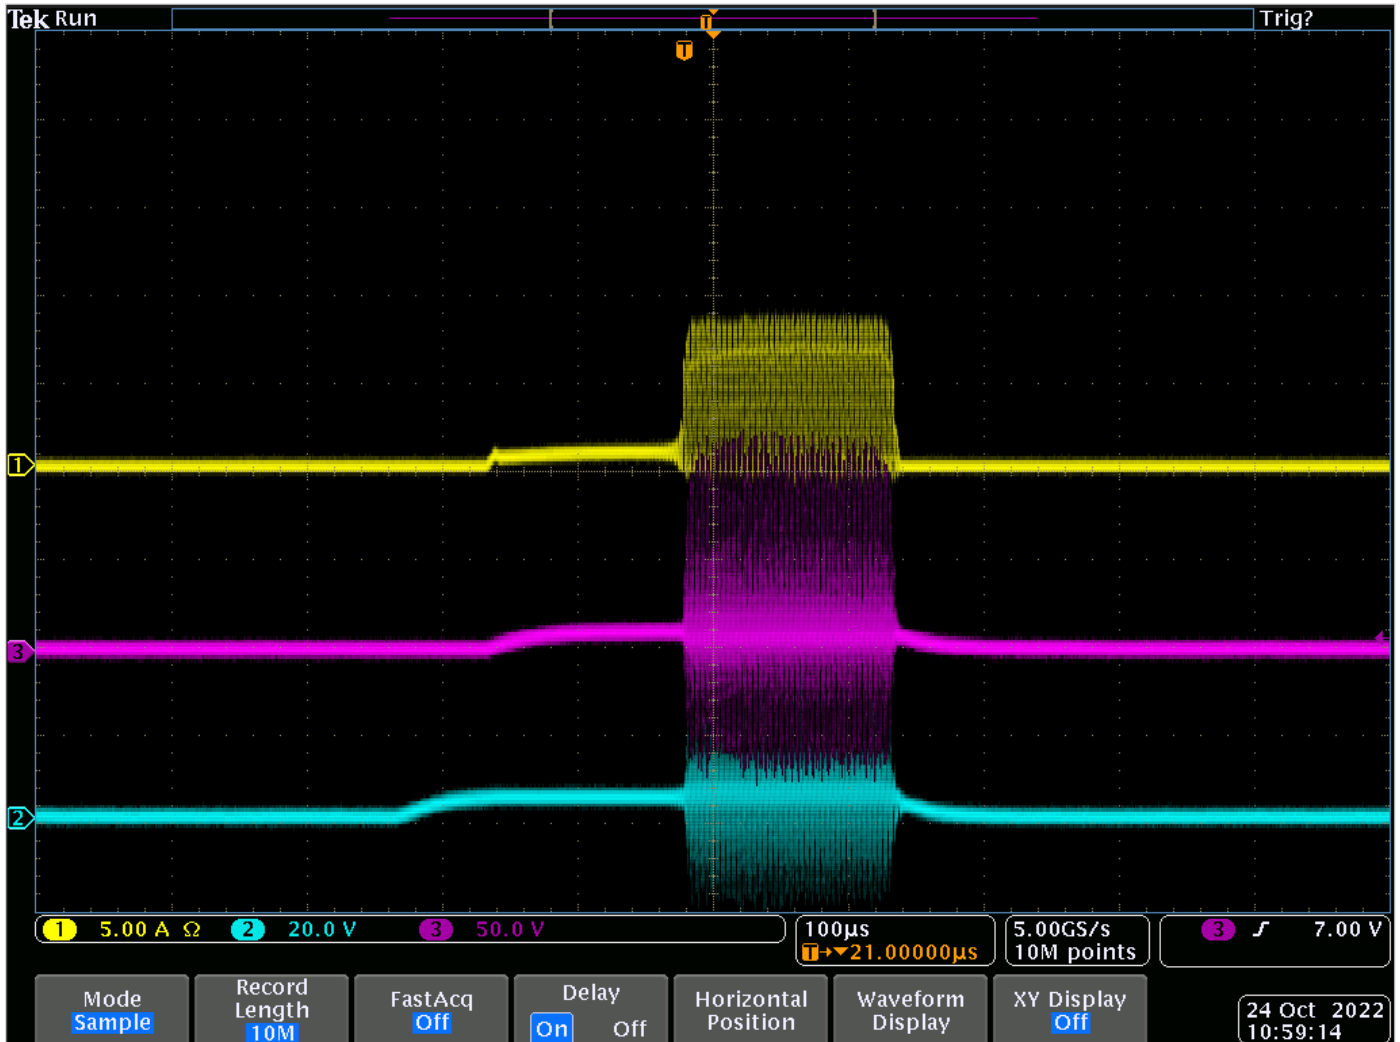 Tek Run
Trig?
T
T
1
3
2
1 5.00 A Ω 2 20.0 V 3 50.0 V
100µs
T→▼21.00000µs
5.00GS/s
10M points
3 ƒ 7.00 V
Mode
Sample
Record
Length
10M
FastAcq
Off
Delay
On Off
Horizontal
Position
Waveform
Display
XY Display
Off
24 Oct 2022
10:59:14